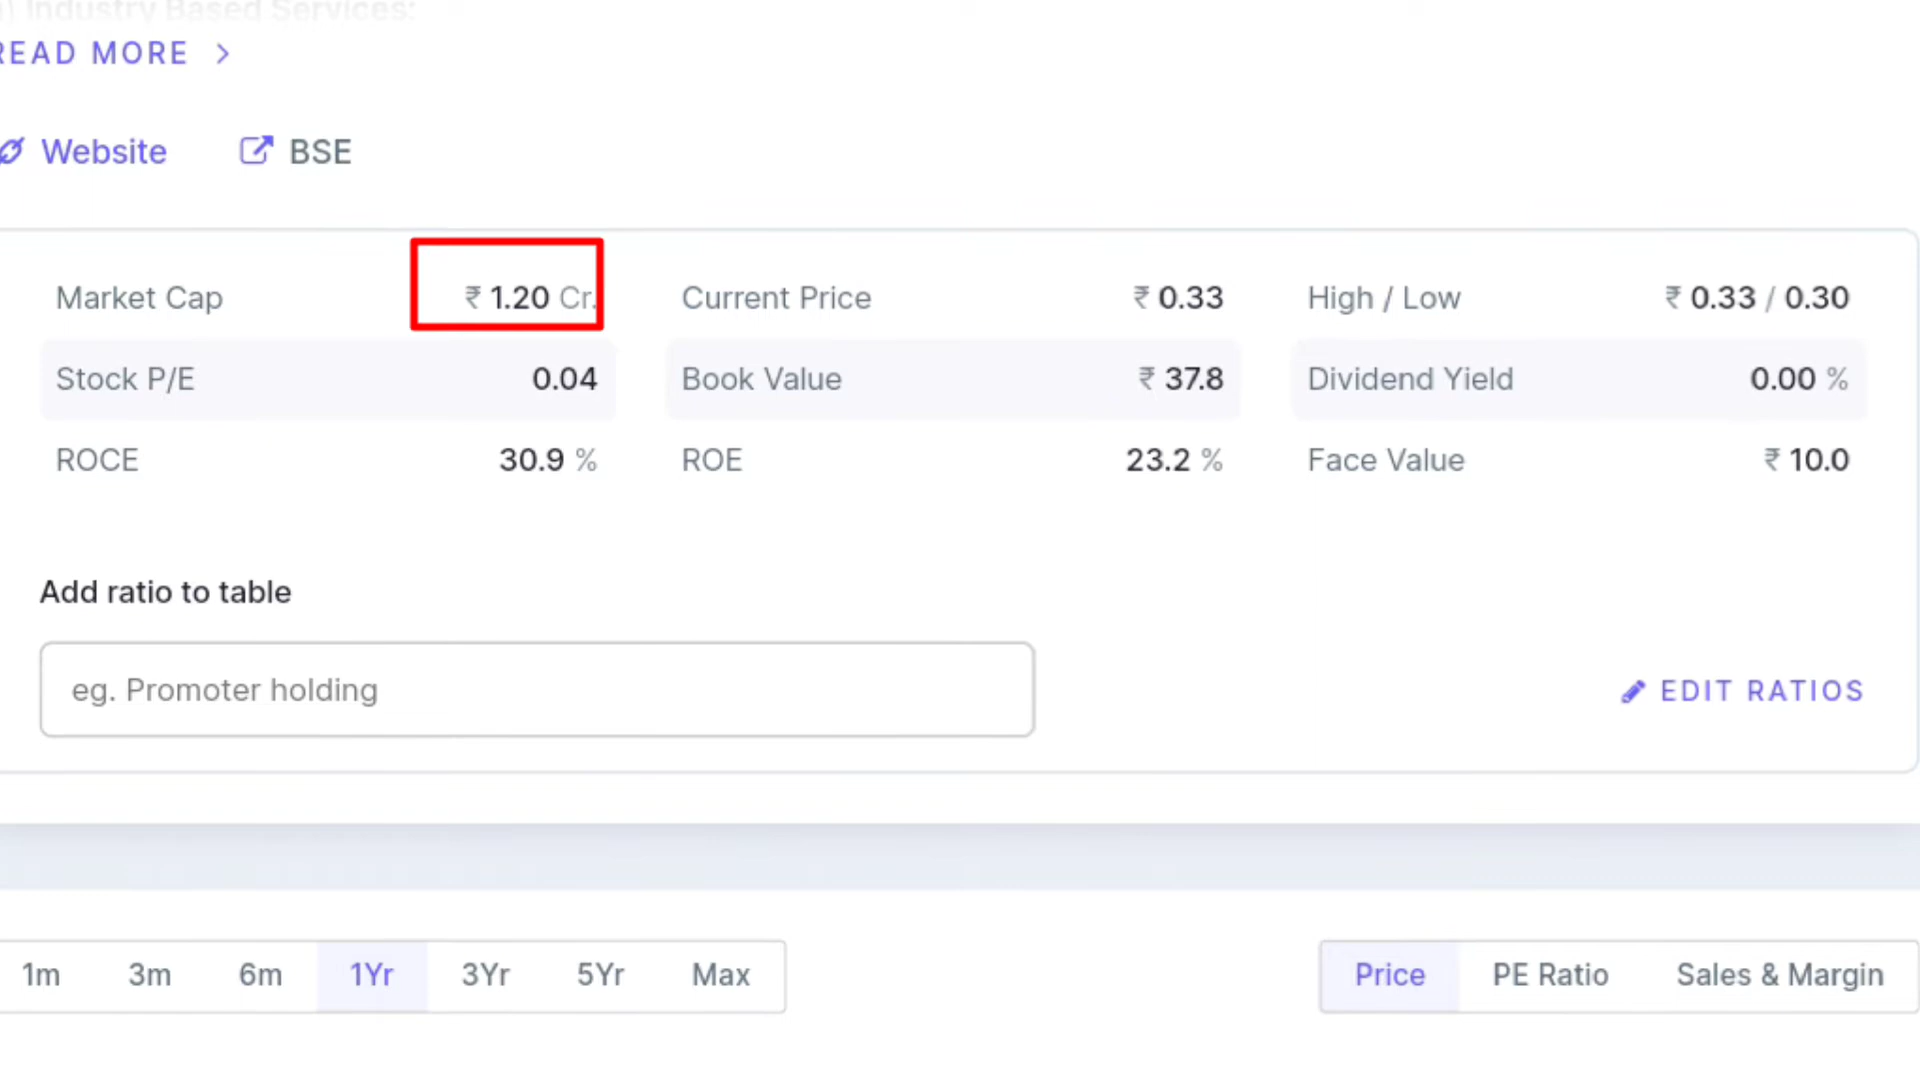 a) Industry Based Services:
READ MORE
Website BSE
Market Cap ₹ 1.20 Cr. Current Price ₹ 0.33 High / Low ₹ 0.33 / 0.30
Stock P/E 0.04 Book Value ₹ 37.8 Dividend Yield 0.00 %
ROCE 30.9 % ROE 23.2 % Face Value ₹ 10.0
Add ratio to table
eg. Promoter holding
EDIT RATIOS
1m 3m 6m 1Yr 3Yr 5Yr Max Price PE Ratio Sales & Margin